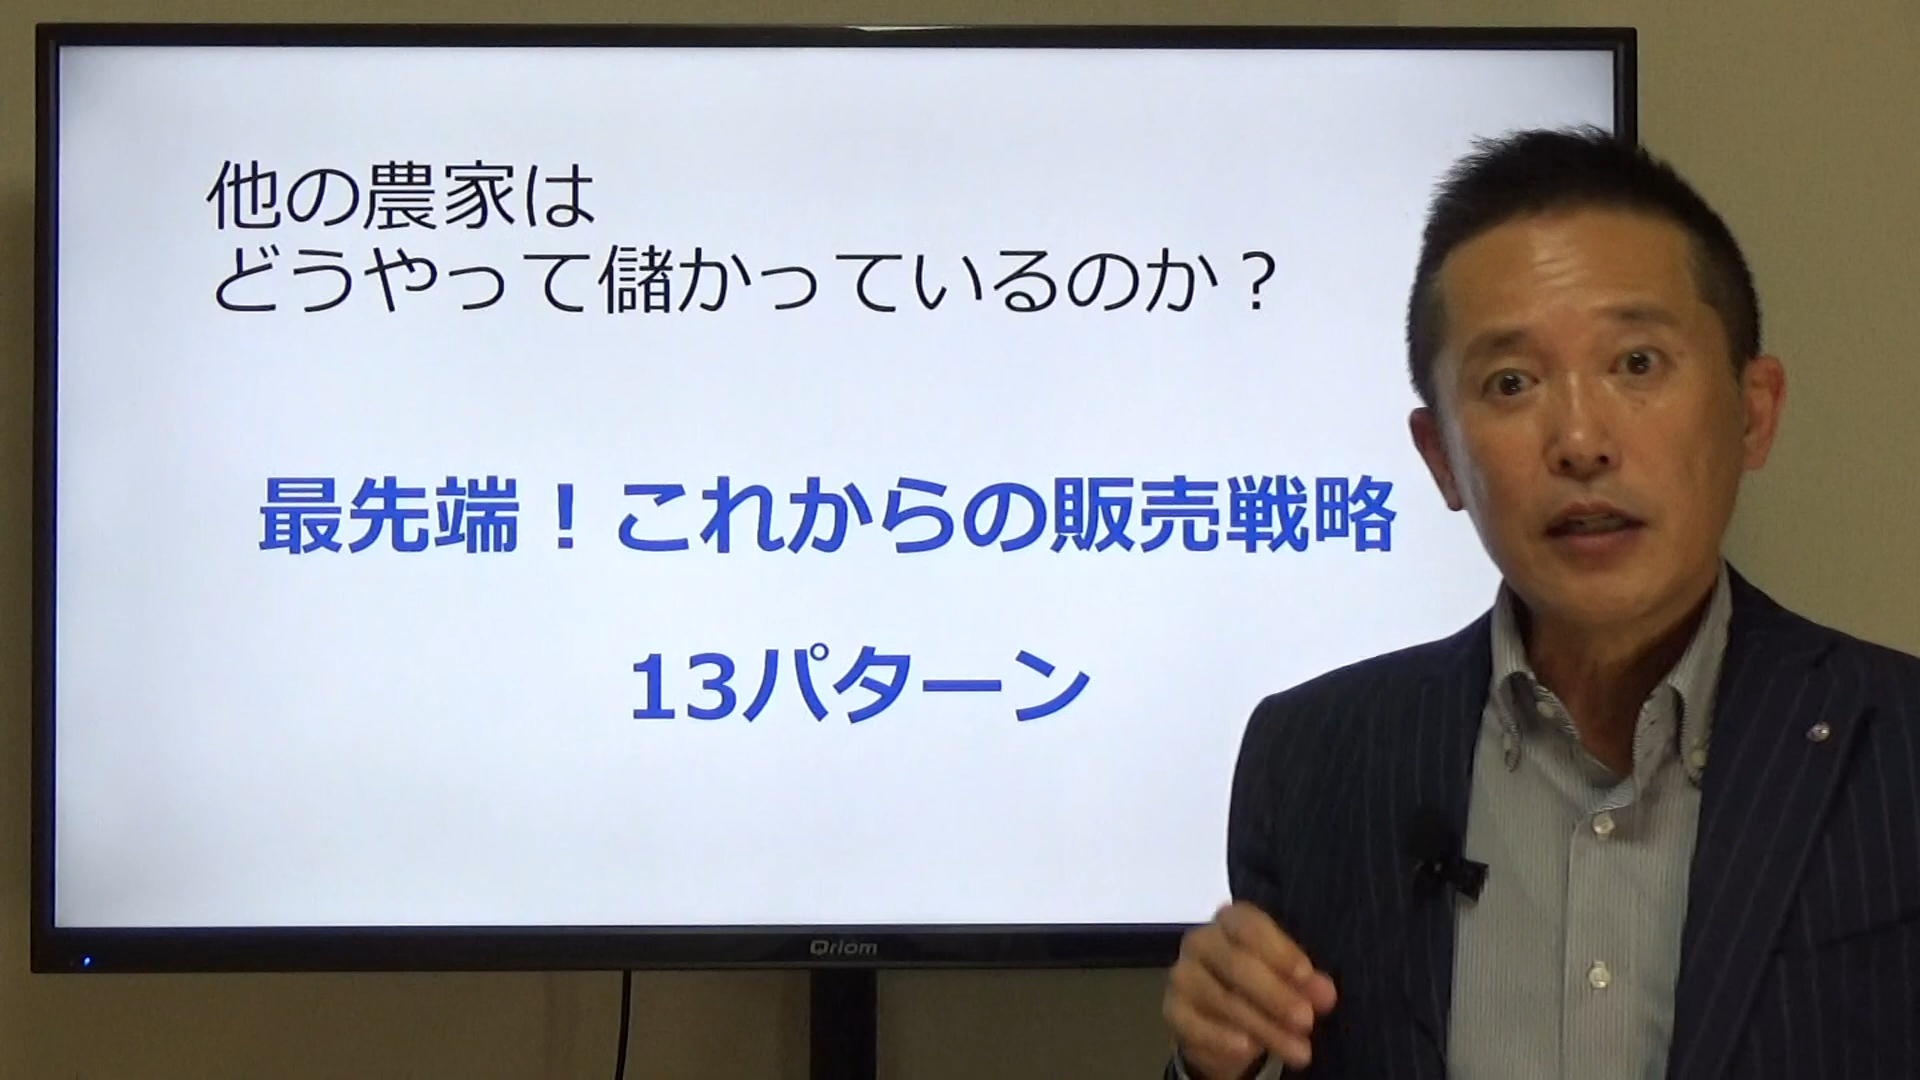 他の農家は
どうやって儲かっているのか？
最先端！これからの販売戦略
13パターン
Qriom